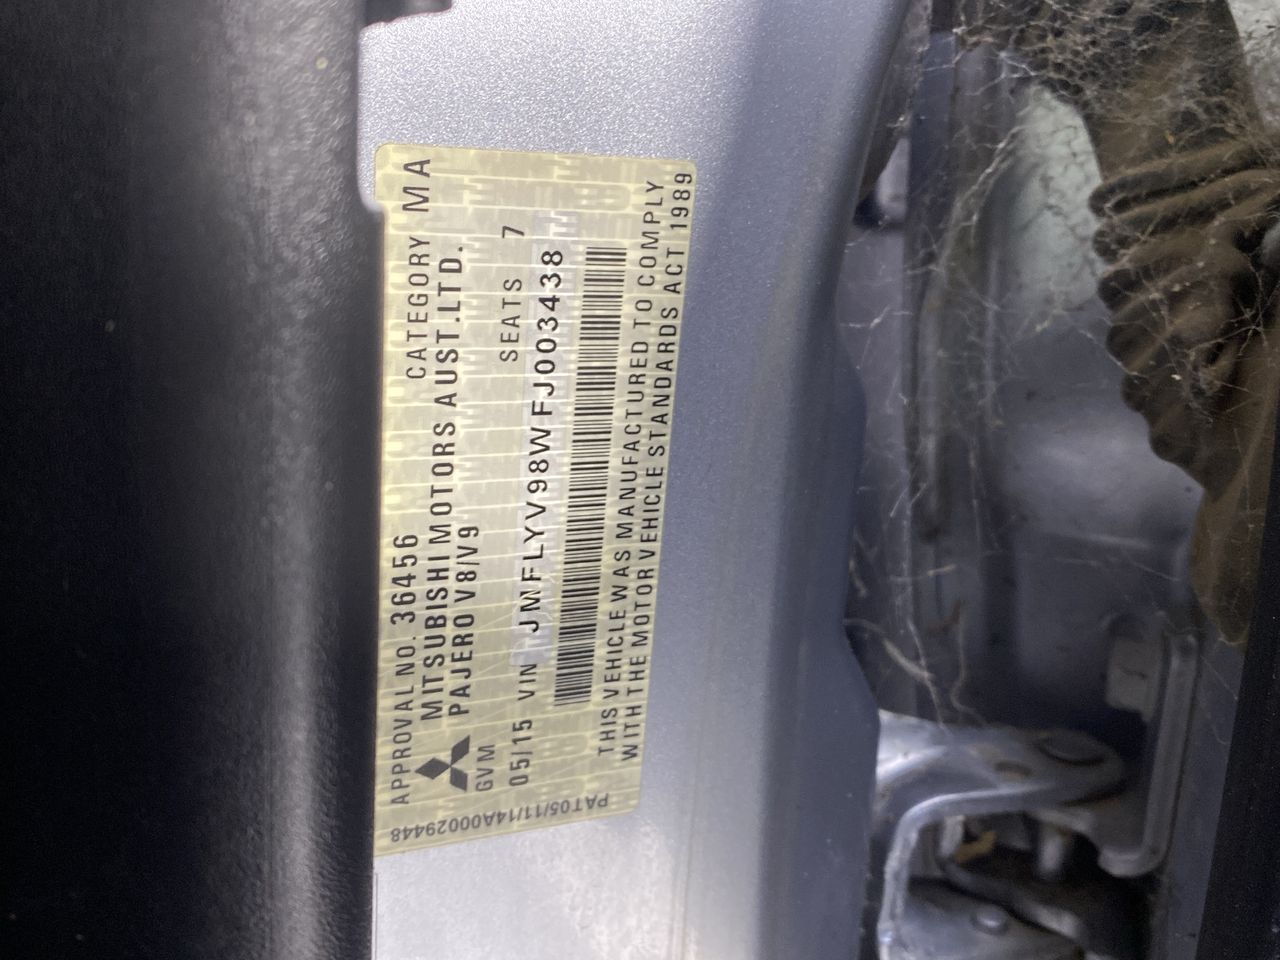 APPROVAL NO. 36456 CATEGORY MA
MITSUBISHI MOTORS AUST.LTD.
PAJERO V8/V9
GVM
05/15 SEATS 7
VIN JMFLYV98WFJ003438
THIS VEHICLE WAS MANUFACTURED TO COMPLY
WITH THE MOTOR VEHICLE STANDARDS ACT 1989
PAT05/11/14A00029448